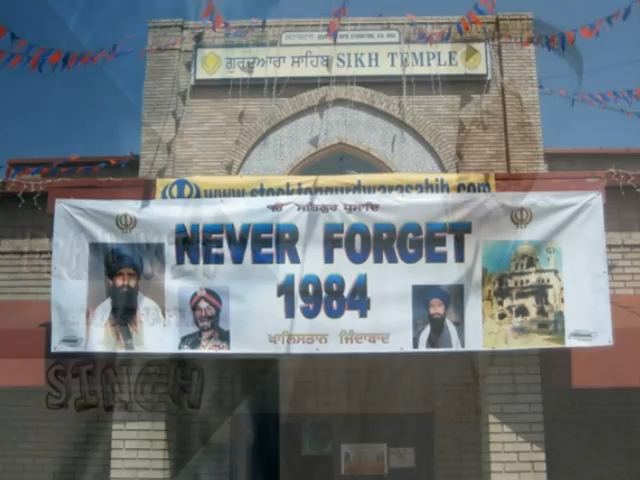 ਗੁਰਦੁਆਰਾ ਸਾਹਿਬ SIKH TEMPLE
www.stocktongurdwarasahib.com
ੴ ਸਤਿਗੁਰ ਪ੍ਰਸਾਦਿ
NEVER FORGET
1984
ਖਾਲਿਸਤਾਨ ਜ਼ਿੰਦਾਬਾਦ
SINGH